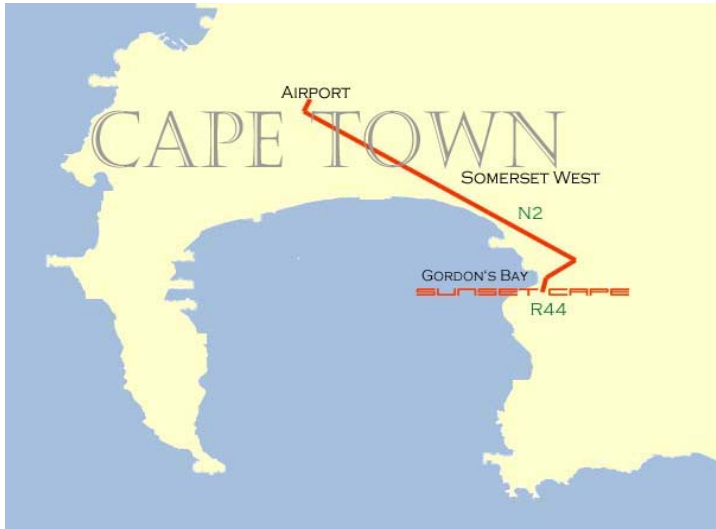 AIRPORT
CAPE TOWN
SOMERSET WEST
N2
GORDON'S BAY
SUNSET CAPE
R44